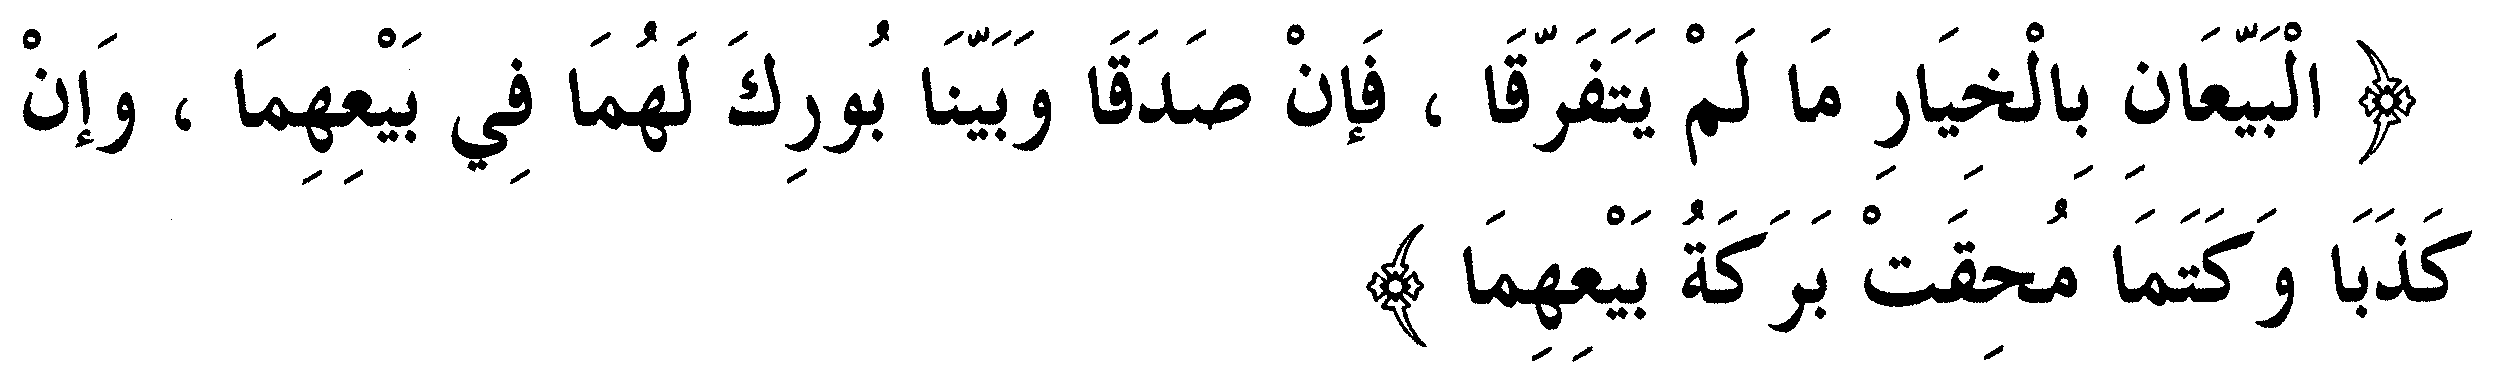 ﴿ الْبَيِّعَانِ بِالْخِيَارِ مَا لَمْ يَتَفَرَّقَا ، فَإِنْ صَدَقَا وَبَيَّنَا بُورِكَ لَهُمَا فِي بَيْعِهِمَا ، وَإِنْ
كَذَبَا وَكَتَمَا مُحِقَتْ بَرَكَةُ بَيْعِهِمَا ﴾